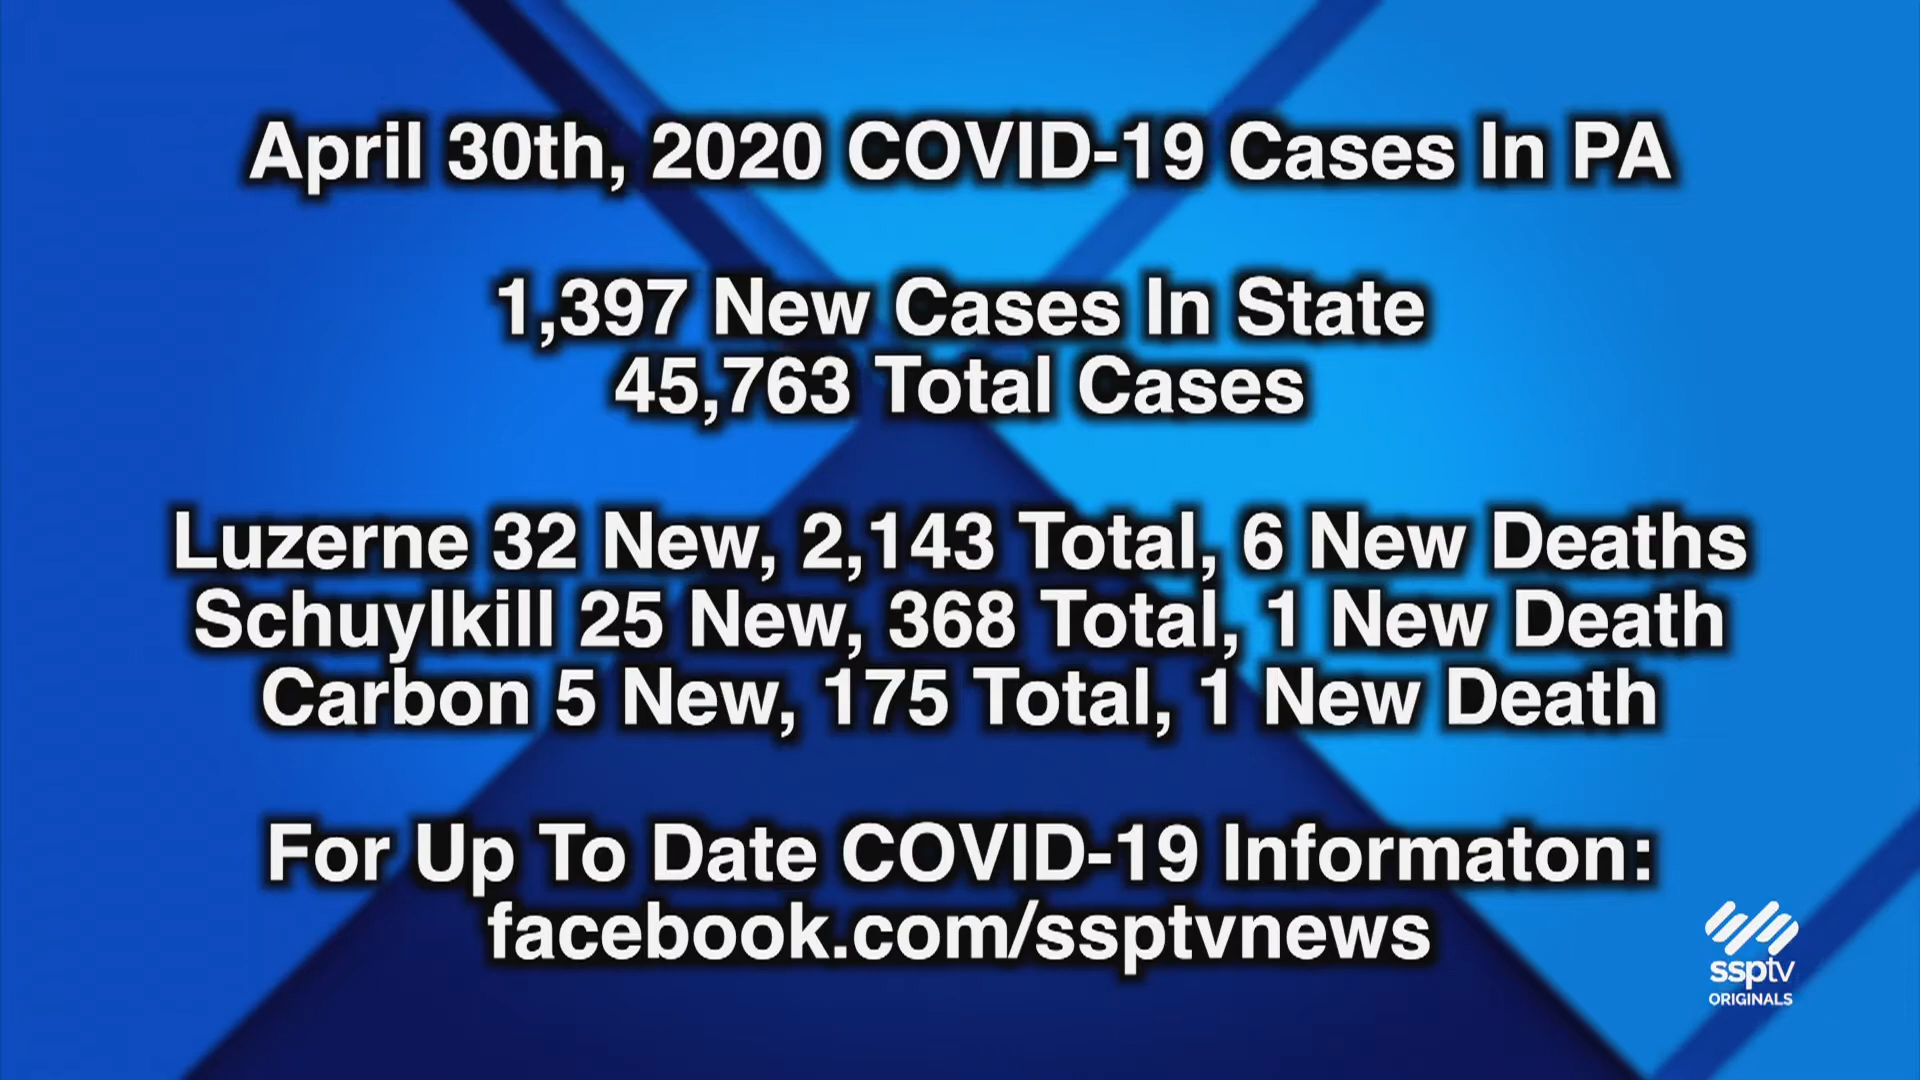 April 30th, 2020 COVID-19 Cases In PA
1,397 New Cases In State
45,763 Total Cases
Luzerne 32 New, 2,143 Total, 6 New Deaths
Schuylkill 25 New, 368 Total, 1 New Death
Carbon 5 New, 175 Total, 1 New Death
For Up To Date COVID-19 Informaton:
facebook.com/ssptvnews
ssptv
ORIGINALS